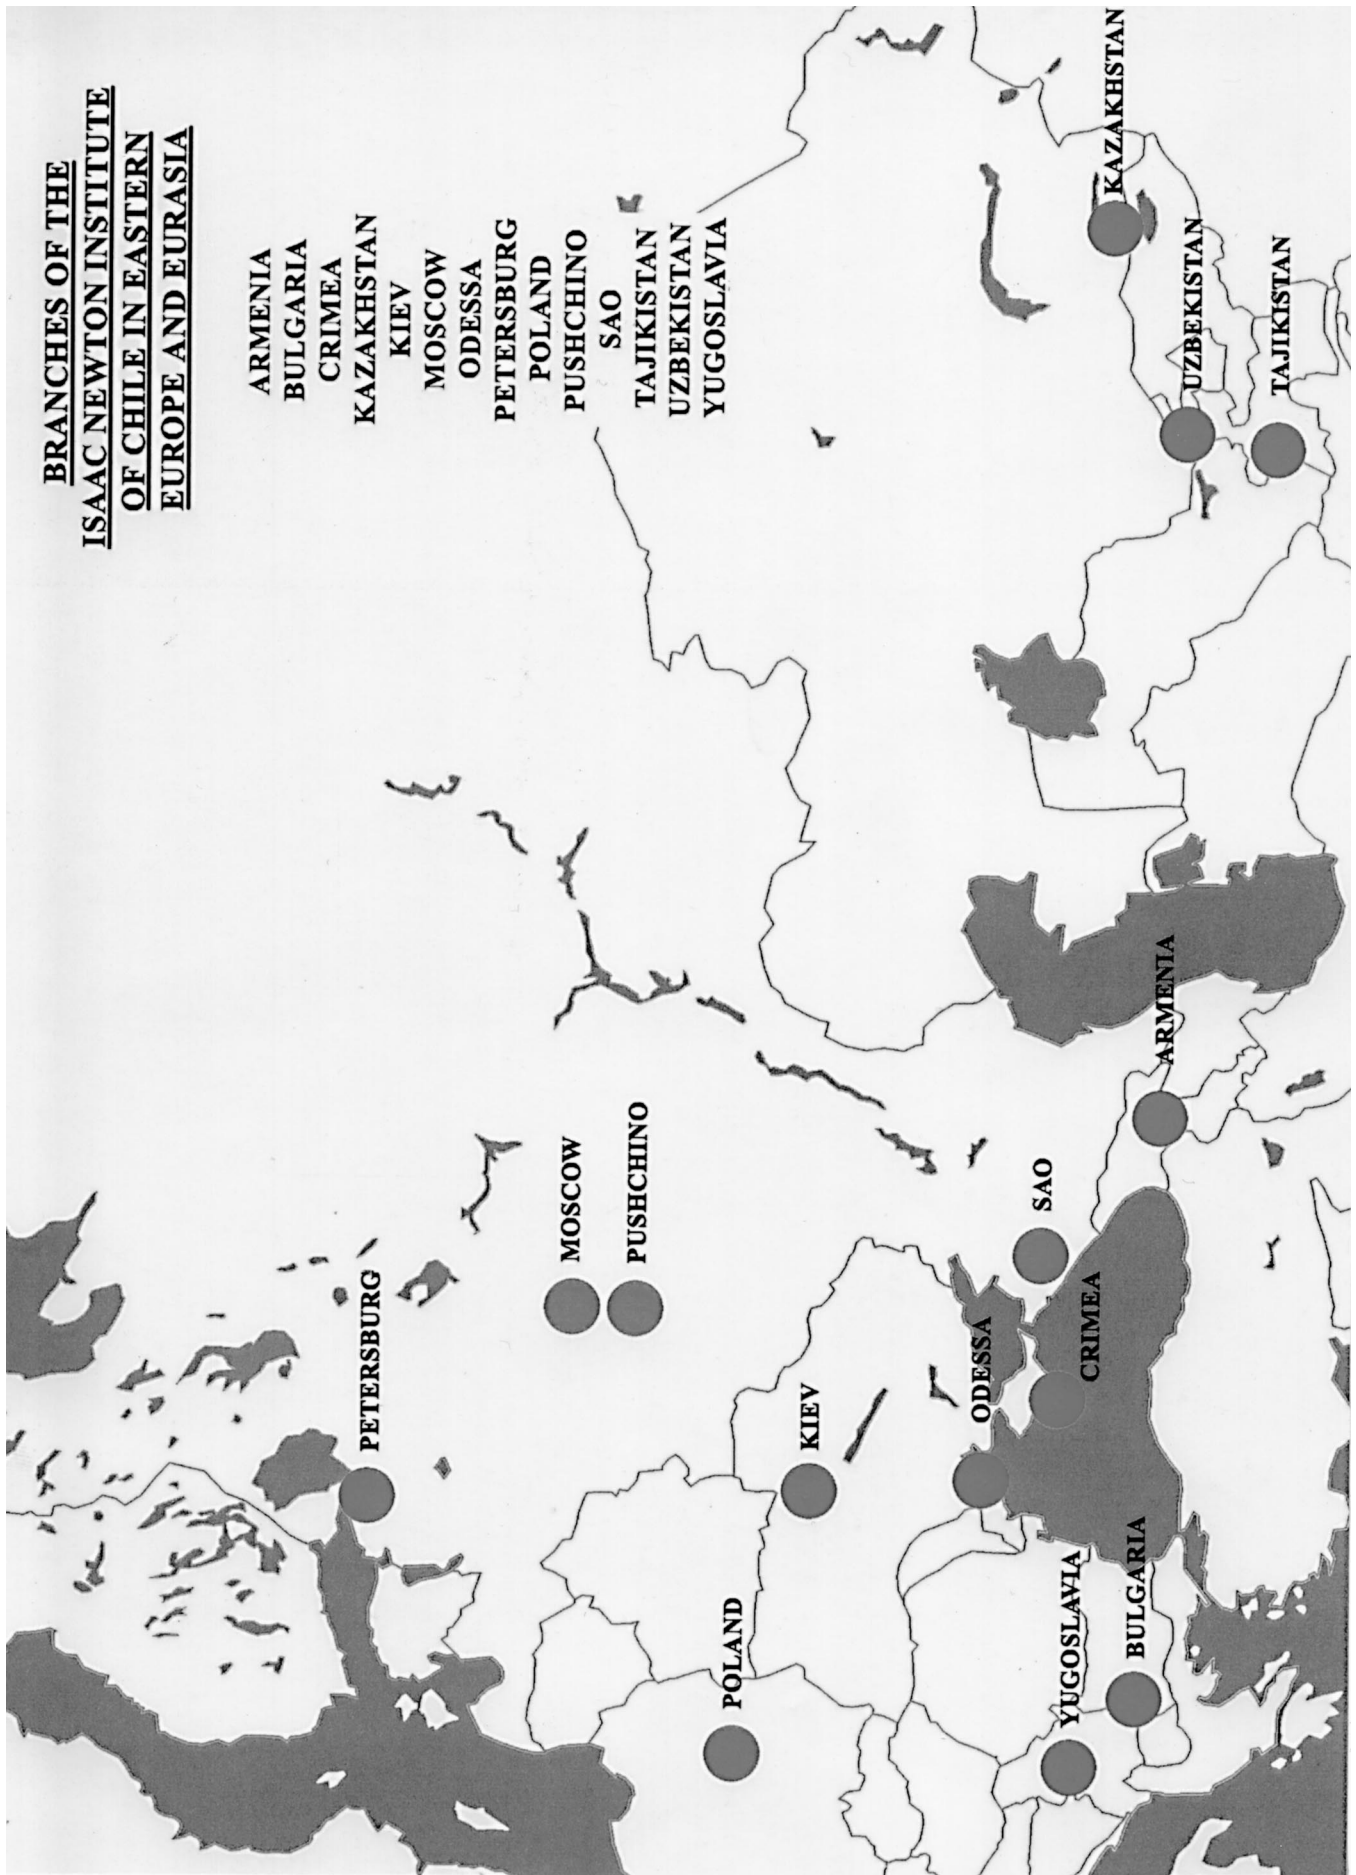 BRANCHES OF THE
ISAAC NEWTON INSTITUTE
OF CHILE IN EASTERN
EUROPE AND EURASIA
ARMENIA
BULGARIA
CRIMEA
KAZAKHSTAN
KIEV
MOSCOW
ODESSA
PETERSBURG
POLAND
PUSHCHINO
SAO
TAJIKISTAN
UZBEKISTAN
YUGOSLAVIA
PETERSBURG
MOSCOW
PUSHCHINO
POLAND
KIEV
ODESSA
SAO
YUGOSLAVIA
CRIMEA
KAZAKHSTAN
BULGARIA
ARMENIA
UZBEKISTAN
TAJIKISTAN